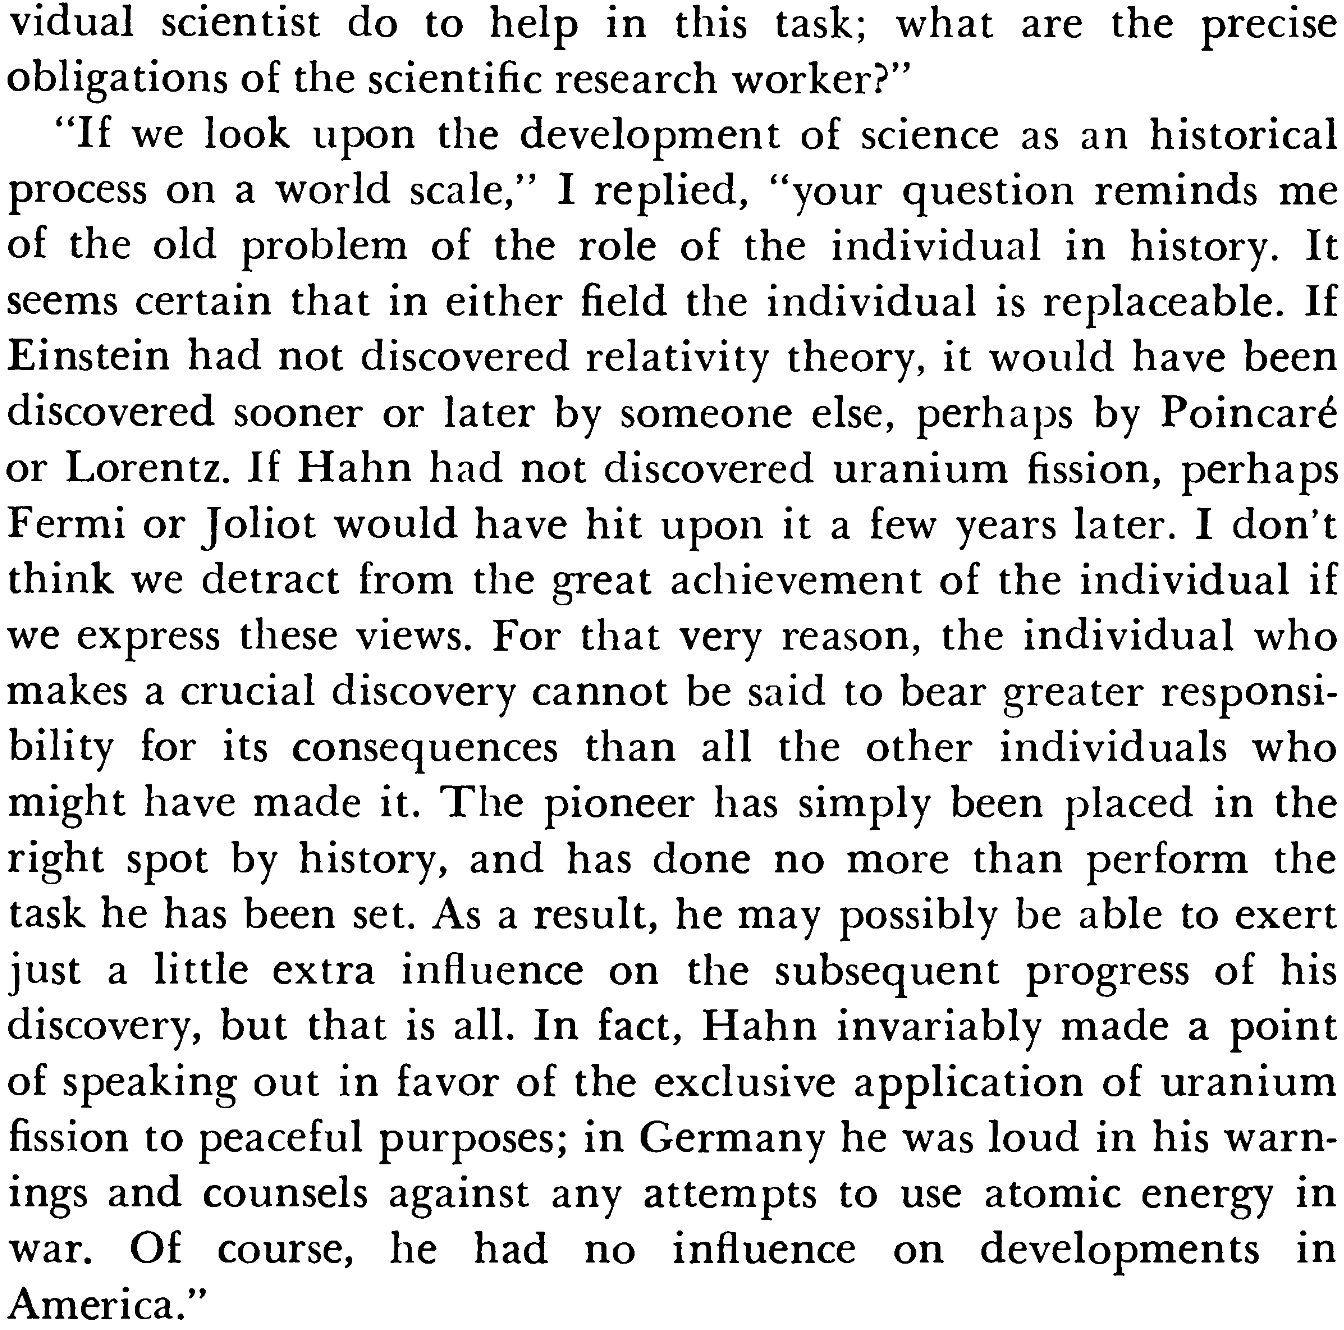 vidual scientist do to help in this task; what are the precise
obligations of the scientific research worker?”
“If we look upon the development of science as an historical
process on a world scale,” I replied, “your question reminds me
of the old problem of the role of the individual in history. It
seems certain that in either field the individual is replaceable. If
Einstein had not discovered relativity theory, it would have been
discovered sooner or later by someone else, perhaps by Poincaré
or Lorentz. If Hahn had not discovered uranium fission, perhaps
Fermi or Joliot would have hit upon it a few years later. I don't
think we detract from the great achievement of the individual if
we express these views. For that very reason, the individual who
makes a crucial discovery cannot be said to bear greater responsi-
bility for its consequences than all the other individuals who
might have made it. The pioneer has simply been placed in the
right spot by history, and has done no more than perform the
task he has been set. As a result, he may possibly be able to exert
just a little extra influence on the subsequent progress of his
discovery, but that is all. In fact, Hahn invariably made a point
of speaking out in favor of the exclusive application of uranium
fission to peaceful purposes; in Germany he was loud in his warn-
ings and counsels against any attempts to use atomic energy in
war. Of course, he had no influence on developments in
America.”